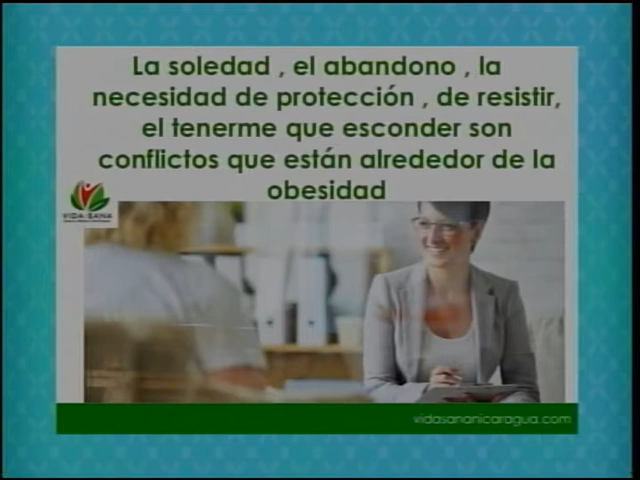 La soledad , el abandono , la
necesidad de protección , de resistir,
el tenerme que esconder son
conflictos que están alrededor de la
obesidad
VIDA SANA
vidasananicaragua.com